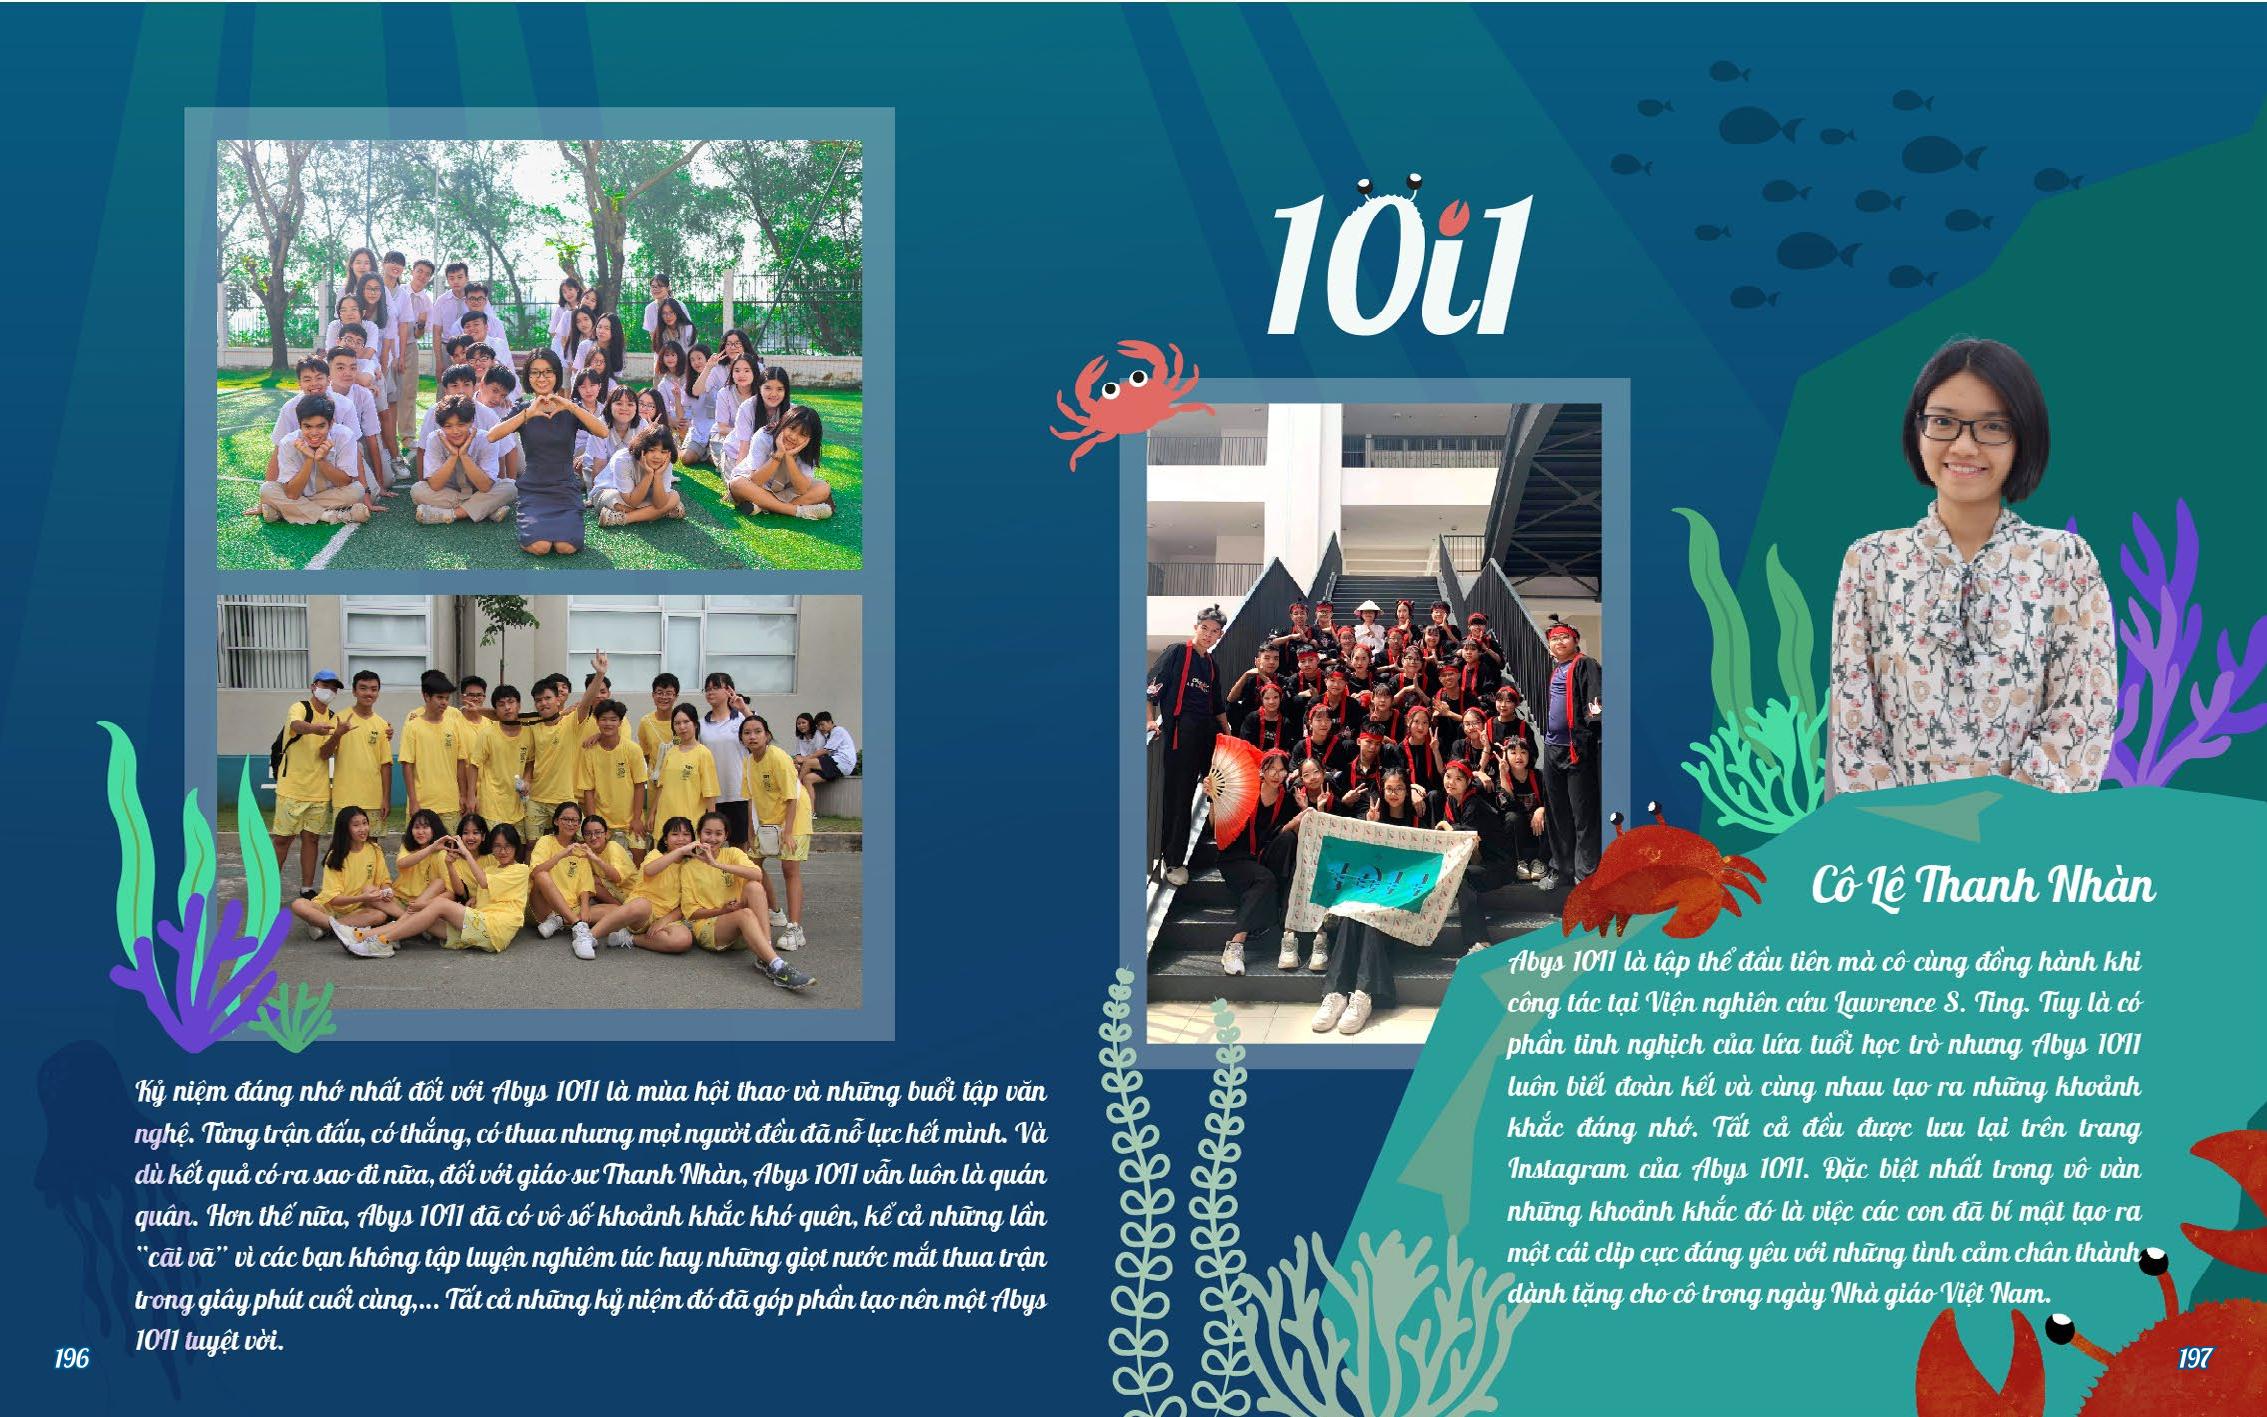 10i1
Kỷ niệm đáng nhớ nhất đối với Abys 10I1 là mùa hội thao và những buổi tập văn
nghệ. Từng trận đấu, có thắng, có thua nhưng mọi người đều đã nỗ lực hết mình. Và
dù kết quả có ra sao đi nữa, đối với giáo sư Thanh Nhàn, Abys 10I1 vẫn luôn là quán
quân. Hơn thế nữa, Abys 10I1 đã có vô số khoảnh khắc khó quên, kể cả những lần
“cãi vã” vì các bạn không tập luyện nghiêm túc hay những giọt nước mắt thua trận
trong giây phút cuối cùng,... Tất cả những kỷ niệm đó đã góp phần tạo nên một Abys
10I1 tuyệt vời.
196
Cô Lê Thanh Nhàn
Abys 10I1 là tập thể đầu tiên mà cô cùng đồng hành khi
công tác tại Viện nghiên cứu Lawrence S. Ting. Tuy là có
phần tinh nghịch của lứa tuổi học trò nhưng Abys 10I1
luôn biết đoàn kết và cùng nhau tạo ra những khoảnh
khắc đáng nhớ. Tất cả đều được lưu lại trên trang
Instagram của Abys 10I1. Đặc biệt nhất trong vô vàn
những khoảnh khắc đó là việc các con đã bí mật tạo ra
một cái clip cực đáng yêu với những tình cảm chân thành
dành tặng cho cô trong ngày Nhà giáo Việt Nam.
197